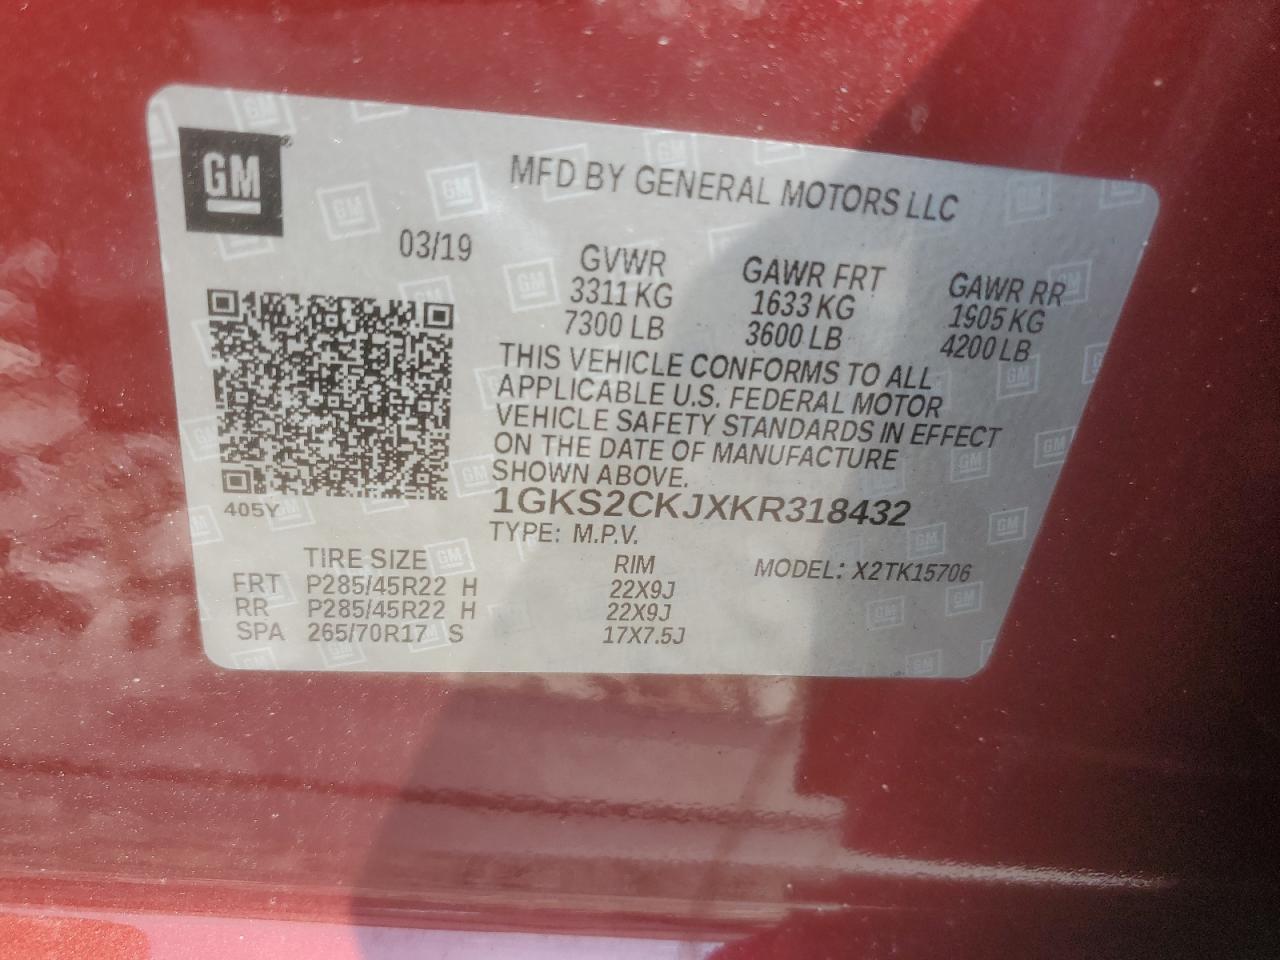 GM
MFD BY GENERAL MOTORS LLC
03/19
GVWR GAWR FRT GAWR RR
3311 KG 1633 KG 1905 KG
7300 LB 3600 LB 4200 LB
THIS VEHICLE CONFORMS TO ALL
APPLICABLE U.S. FEDERAL MOTOR
VEHICLE SAFETY STANDARDS IN EFFECT
ON THE DATE OF MANUFACTURE
SHOWN ABOVE.
405Y
1GKS2CKJXKR318432
TYPE: M.P.V.
TIRE SIZE RIM MODEL: X2TK15706
FRT P285/45R22 H 22X9J
RR P285/45R22 H 22X9J
SPA 265/70R17 S 17X7.5J